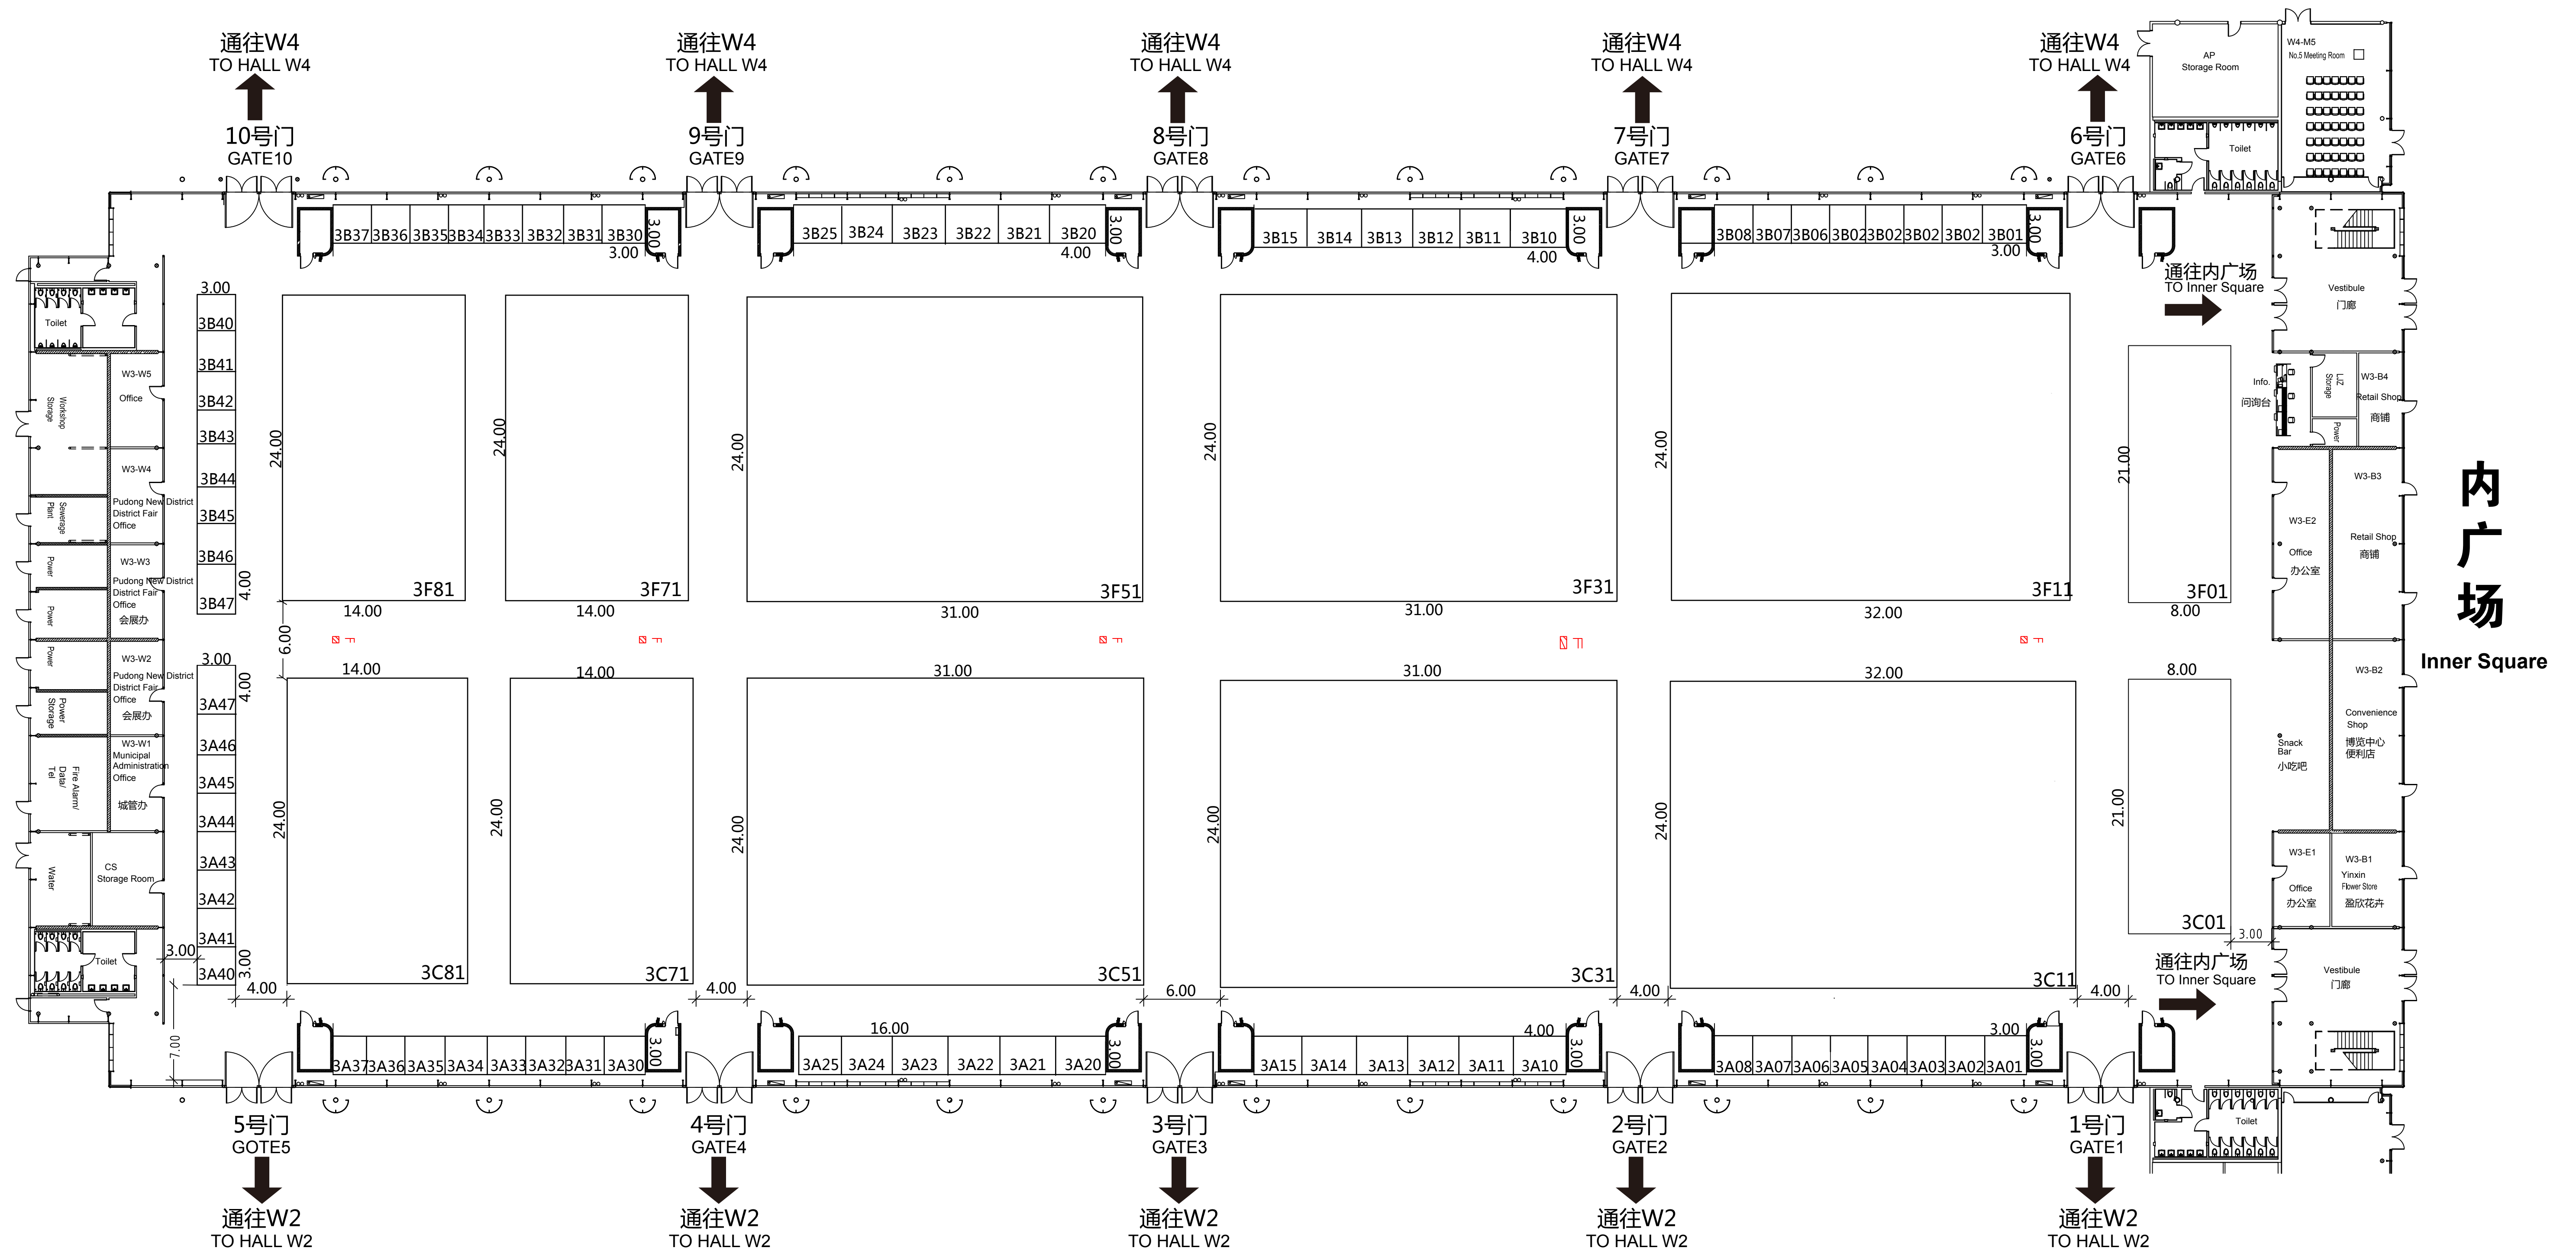 通往W4
TO HALL W4
10号门
GATE10
通往W4
TO HALL W4
9号门
GATE9
通往W4
TO HALL W4
8号门
GATE8
通往W4
TO HALL W4
7号门
GATE7
通往W4
TO HALL W4
6号门
GATE6
AP
Storage Room
W4-M5
No.5 Meeting Room
Toilet
3B37
3B36
3B35
3B34
3B33
3B32
3B31
3B30
3.00
3.00
3B25
3B24
3B23
3B22
3B21
3B20
3.00
4.00
3B15
3B14
3B13
3B12
3B11
3B10
3.00
4.00
3B08
3B07
3B06
3B02
3B02
3B02
3B02
3B01
3.00
3.00
通往内广场
TO Inner Square
Vestibule
门廊
Toilet
W3-W5
Office
Workshop
Storage
W3-W4
Pudong New District
District Fair
Office
Sewerage
Plant
W3-W3
Pudong New District
District Fair
Office
会展办
Power
Power
W3-W2
Pudong New District
District Fair
Office
会展办
Power
Power
Storage
W3-W1
Municipal
Administration
Office
城管办
Fire Alarm/
Data/
Tel
CS
Storage Room
Water
Toilet
3.00
3B40
3B41
3B42
3B43
3B44
3B45
3B46
3B47
4.00
3.00
4.00
3A47
3A46
3A45
3A44
3A43
3A42
3A41
3A40
3.00
3.00
4.00
7.00
24.00
3F81
14.00
24.00
3F71
14.00
24.00
3F51
31.00
24.00
3F31
31.00
24.00
3F11
32.00
21.00
3F01
8.00
6.00
F
F
F
F
14.00
24.00
3C81
14.00
24.00
3C71
4.00
31.00
24.00
3C51
6.00
31.00
24.00
3C31
4.00
32.00
24.00
3C11
4.00
8.00
21.00
3C01
3.00
Info.
问询台
LJZ
Storage
Power
W3-B4
Retail Shop
商铺
W3-B3
Retail Shop
商铺
W3-E2
Office
办公室
W3-B2
Convenience
Shop
博览中心
便利店
Snack
Bar
小吃吧
W3-E1
Office
办公室
W3-B1
Yinxin
Flower Store
盈欣花卉
内广场
Inner Square
通往内广场
TO Inner Square
Vestibule
门廊
Toilet
3A37
3A36
3A35
3A34
3A33
3A32
3A31
3A30
3.00
16.00
3A25
3A24
3A23
3A22
3A21
3A20
3.00
4.00
3A15
3A14
3A13
3A12
3A11
3A10
3.00
3.00
3A08
3A07
3A06
3A05
3A04
3A03
3A02
3A01
3.00
5号门
GOTE5
通往W2
TO HALL W2
4号门
GATE4
通往W2
TO HALL W2
3号门
GATE3
通往W2
TO HALL W2
2号门
GATE2
通往W2
TO HALL W2
1号门
GATE1
通往W2
TO HALL W2